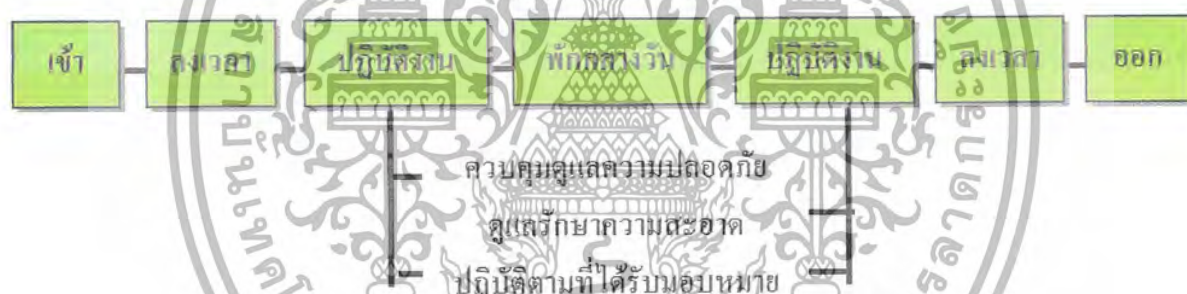 เข้า ลงเวลา ปฏิบัติงาน พักกลางวัน ปฏิบัติงาน ลงเวลา ออก
ควบคุมดูแลความปลอดภัย
ดูแลรักษาความสะอาด
ปฏิบัติตามที่ได้รับมอบหมาย